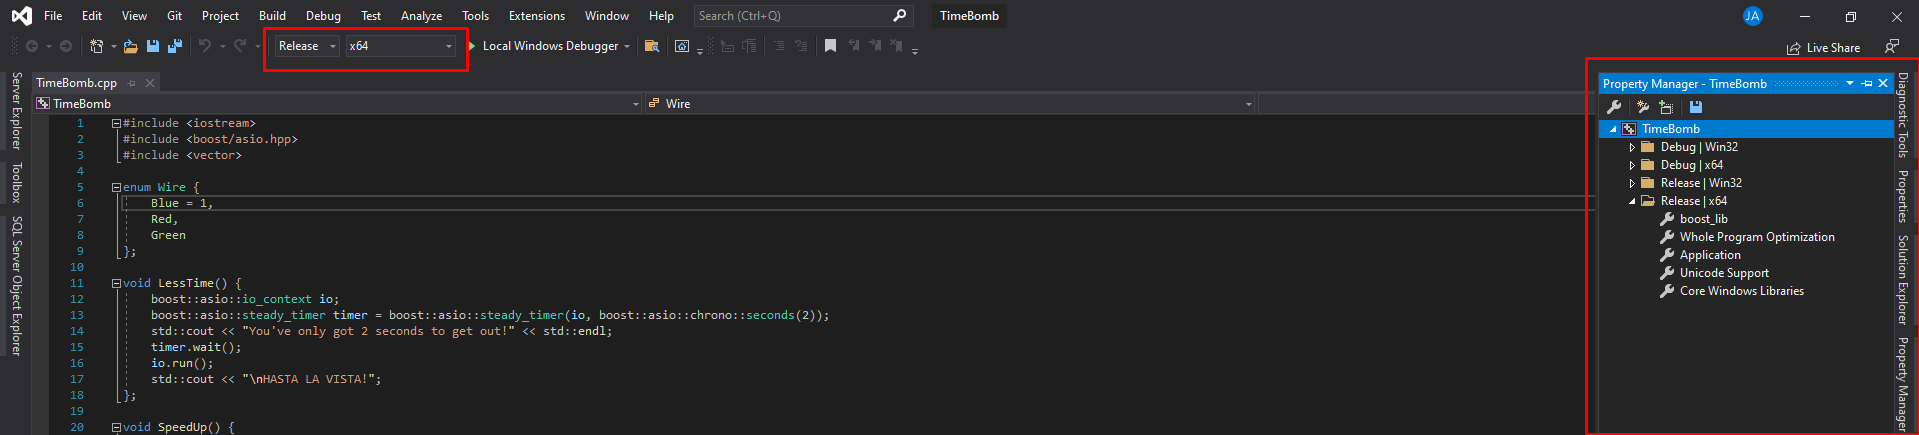 File Edit View Git Project Build Debug Test Analyze Tools Extensions Window Help Search (Ctrl+Q) TimeBomb JA
Release x64 Local Windows Debugger Live Share
Server Explorer
Toolbox
SQL Server Object Explorer
TimeBomb.cpp
TimeBomb Wire
1 #include <iostream>
2 #include <boost/asio.hpp>
3 #include <vector>
4
5 enum Wire {
6 Blue = 1,
7 Red,
8 Green
9 };
10
11 void LessTime() {
12 boost::asio::io_context io;
13 boost::asio::steady_timer timer = boost::asio::steady_timer(io, boost::asio::chrono::seconds(2));
14 std::cout << "You've only got 2 seconds to get out!" << std::endl;
15 timer.wait();
16 io.run();
17 std::cout << "\nHASTA LA VISTA!";
18 };
19
20 void SpeedUp() {
Property Manager - TimeBomb
TimeBomb
Debug | Win32
Debug | x64
Release | Win32
Release | x64
boost_lib
Whole Program Optimization
Application
Unicode Support
Core Windows Libraries
Diagnostic Tools
Properties
Solution Explorer
Property Manager